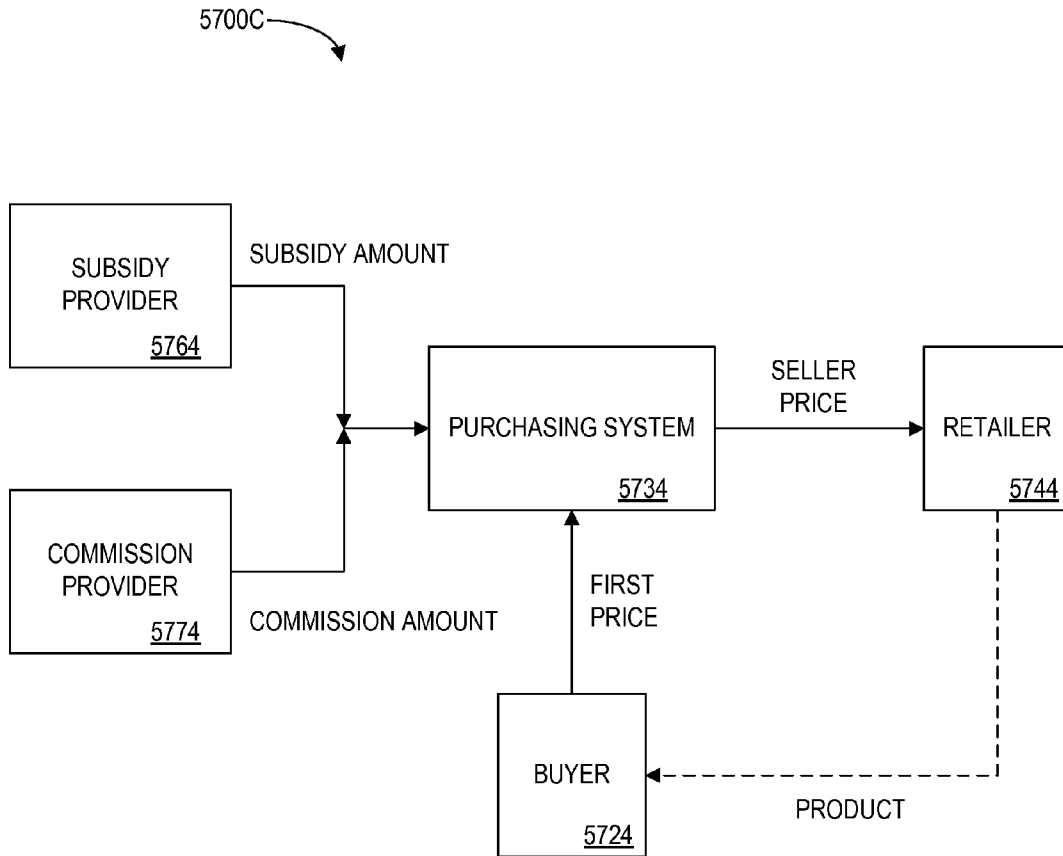 5700C
SUBSIDY
PROVIDER
5764
SUBSIDY AMOUNT
PURCHASING SYSTEM
5734
SELLER
PRICE
RETAILER
5744
COMMISSION
PROVIDER
5774
COMMISSION AMOUNT
FIRST
PRICE
BUYER
5724
PRODUCT